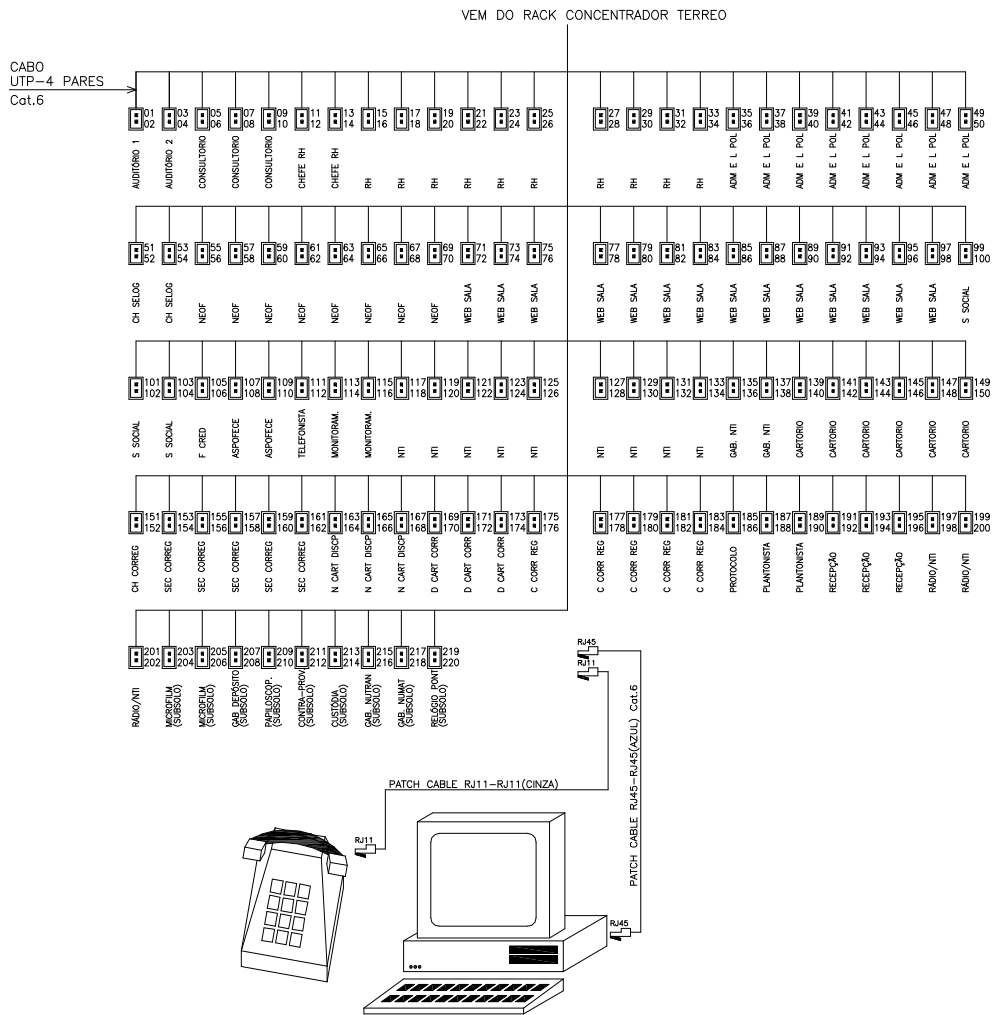 VEM DO RACK CONCENTRADOR TERREO
CABO
UTP-4 PARES
Cat.6
01 03 05 07 09 11 13 15 17 19 21 23 25 27 29 31 33 35 37 39 41 43 45 47 49
02 04 06 08 10 12 14 16 18 20 22 24 26 28 30 32 34 36 38 40 42 44 46 48 50
AUDITÓRIO 1
AUDITÓRIO 2
CONSULTORIO
CONSULTORIO
CONSULTORIO
CHEFE RH
CHEFE RH
RH
RH
RH
RH
RH
RH
RH
RH
RH
RH
ADM E L POL
ADM E L POL
ADM E L POL
ADM E L POL
ADM E L POL
ADM E L POL
ADM E L POL
ADM E L POL
51 53 55 57 59 61 63 65 67 69 71 73 75 77 79 81 83 85 87 89 91 93 95 97 99
52 54 56 58 60 62 64 66 68 70 72 74 76 78 80 82 84 86 88 90 92 94 96 98 100
CH SELOG
CH SELOG
NEOF
NEOF
NEOF
NEOF
NEOF
NEOF
NEOF
NEOF
WEB SALA
WEB SALA
WEB SALA
WEB SALA
WEB SALA
WEB SALA
WEB SALA
WEB SALA
WEB SALA
WEB SALA
WEB SALA
WEB SALA
WEB SALA
WEB SALA
S SOCIAL
101 103 105 107 109 111 113 115 117 119 121 123 125 127 129 131 133 135 137 139 141 143 145 147 149
102 104 106 108 110 112 114 116 118 120 122 124 126 128 130 132 134 136 138 140 142 144 146 148 150
S SOCIAL
S SOCIAL
F CRED
ASPOFECE
ASPOFECE
TELEFONISTA
MONITORAM.
MONITORAM.
NTI
NTI
NTI
NTI
NTI
NTI
NTI
NTI
NTI
GAB. NTI
GAB. NTI
CARTORIO
CARTORIO
CARTORIO
CARTORIO
CARTORIO
CARTORIO
151 153 155 157 159 161 163 165 167 169 171 173 175 177 179 181 183 185 187 189 191 193 195 197 199
152 154 156 158 160 162 164 166 168 170 172 174 176 178 180 182 184 186 188 190 192 194 196 198 200
CH CORREG
SEC CORREG
SEC CORREG
SEC CORREG
SEC CORREG
SEC CORREG
N CART DISCP
N CART DISCP
N CART DISCP
D CART CORR
D CART CORR
D CART CORR
C CORR REG
C CORR REG
C CORR REG
C CORR REG
C CORR REG
PROTOCOLO
PLANTONISTA
PLANTONISTA
RECEPÇÃO
RECEPÇÃO
RECEPÇÃO
RÁDIO/NTI
RÁDIO/NTI
201 203 205 207 209 211 213 215 217 219
202 204 206 208 210 212 214 216 218 220
RÁDIO/NTI
MICROFILM
(SUBSOLO)
MICROFILM
(SUBSOLO)
GAB. DEPÓSITO
(SUBSOLO)
PAPILOSCOP.
(SUBSOLO)
CONTRA-PROV.
(SUBSOLO)
CUSTÓDIA
(SUBSOLO)
GAB. NUTRAN
(SUBSOLO)
GAB. NUMAT
(SUBSOLO)
RELÓGIO PONT
(SUBSOLO)
RJ45
RJ11
PATCH CABLE RJ45-RJ45(AZUL) Cat.6
PATCH CABLE RJ11-RJ11(CINZA)
RJ11
RJ45